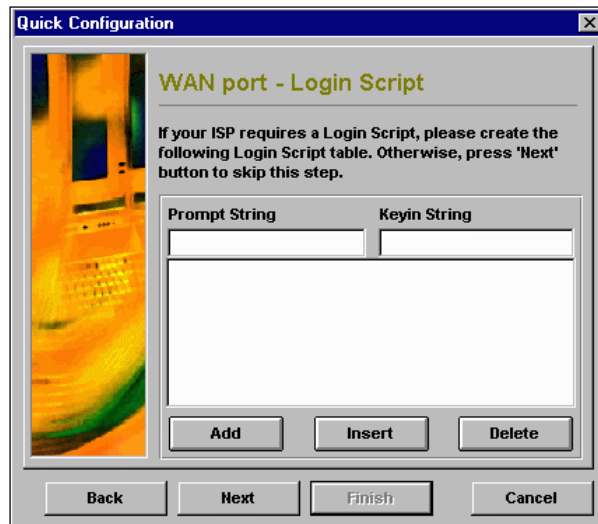 Quick Configuration
WAN port - Login Script
If your ISP requires a Login Script, please create the
following Login Script table. Otherwise, press 'Next'
button to skip this step.
Prompt String Keyin String
Add Insert Delete
Back Next Finish Cancel